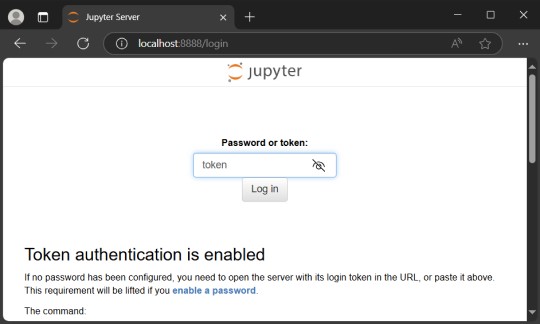 Jupyter Server
localhost:8888/login
jupyter
Password or token:
token
Log in
Token authentication is enabled
If no password has been configured, you need to open the server with its login token in the URL, or paste it above.
This requirement will be lifted if you enable a password.
The command: